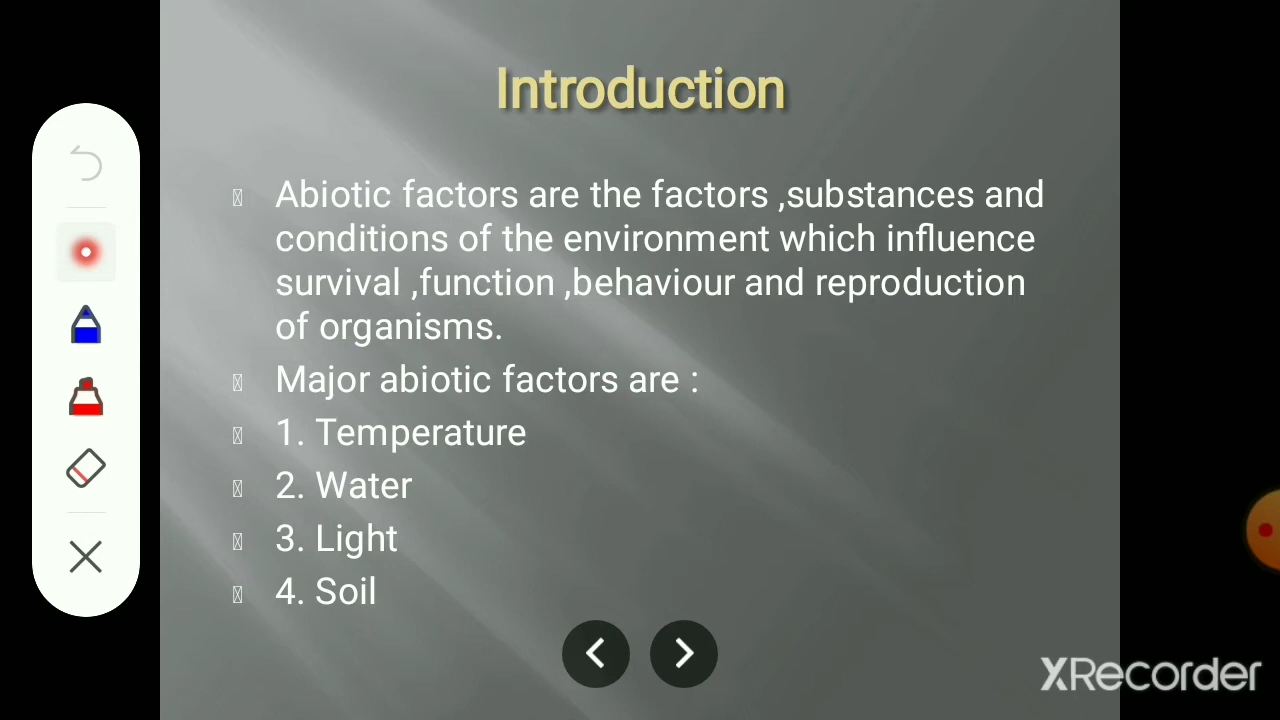 Introduction
Abiotic factors are the factors ,substances and
conditions of the environment which influence
survival ,function ,behaviour and reproduction
of organisms.
Major abiotic factors are :
1. Temperature
2. Water
3. Light
4. Soil
XRecorder